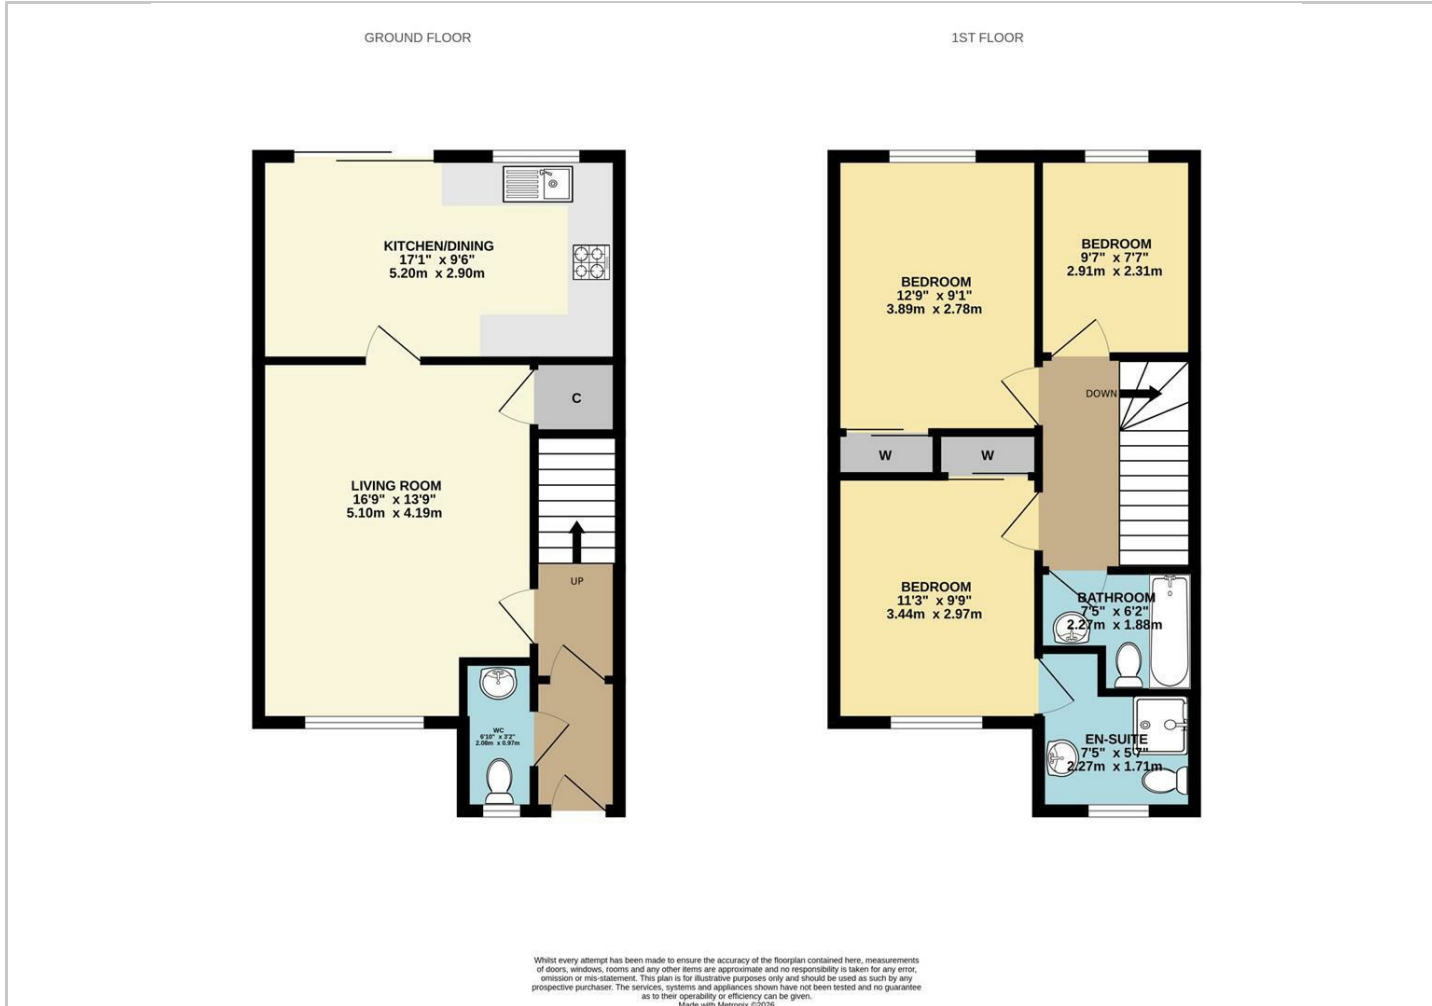 GROUND FLOOR
1ST FLOOR
KITCHEN/DINING
17'1" x 9'6"
5.20m x 2.90m
C
LIVING ROOM
16'9" x 13'9"
5.10m x 4.19m
UP
WC
6'10" x 3'2"
2.08m x 0.97m
BEDROOM
12'9" x 9'1"
3.89m x 2.78m
BEDROOM
9'7" x 7'7"
2.91m x 2.31m
DOWN
W
W
BEDROOM
11'3" x 9'9"
3.44m x 2.97m
BATHROOM
7'5" x 6'2"
2.27m x 1.88m
EN-SUITE
7'5" x 5'7"
2.27m x 1.71m
Whilst every attempt has been made to ensure the accuracy of the floorplan contained here, measurements
of doors, windows, rooms and any other items are approximate and no responsibility is taken for any error,
omission or mis-statement. This plan is for illustrative purposes only and should be used as such by any
prospective purchaser. The services, systems and appliances shown have not been tested and no guarantee
as to their operability or efficiency can be given.
Made with Metropix ©2026